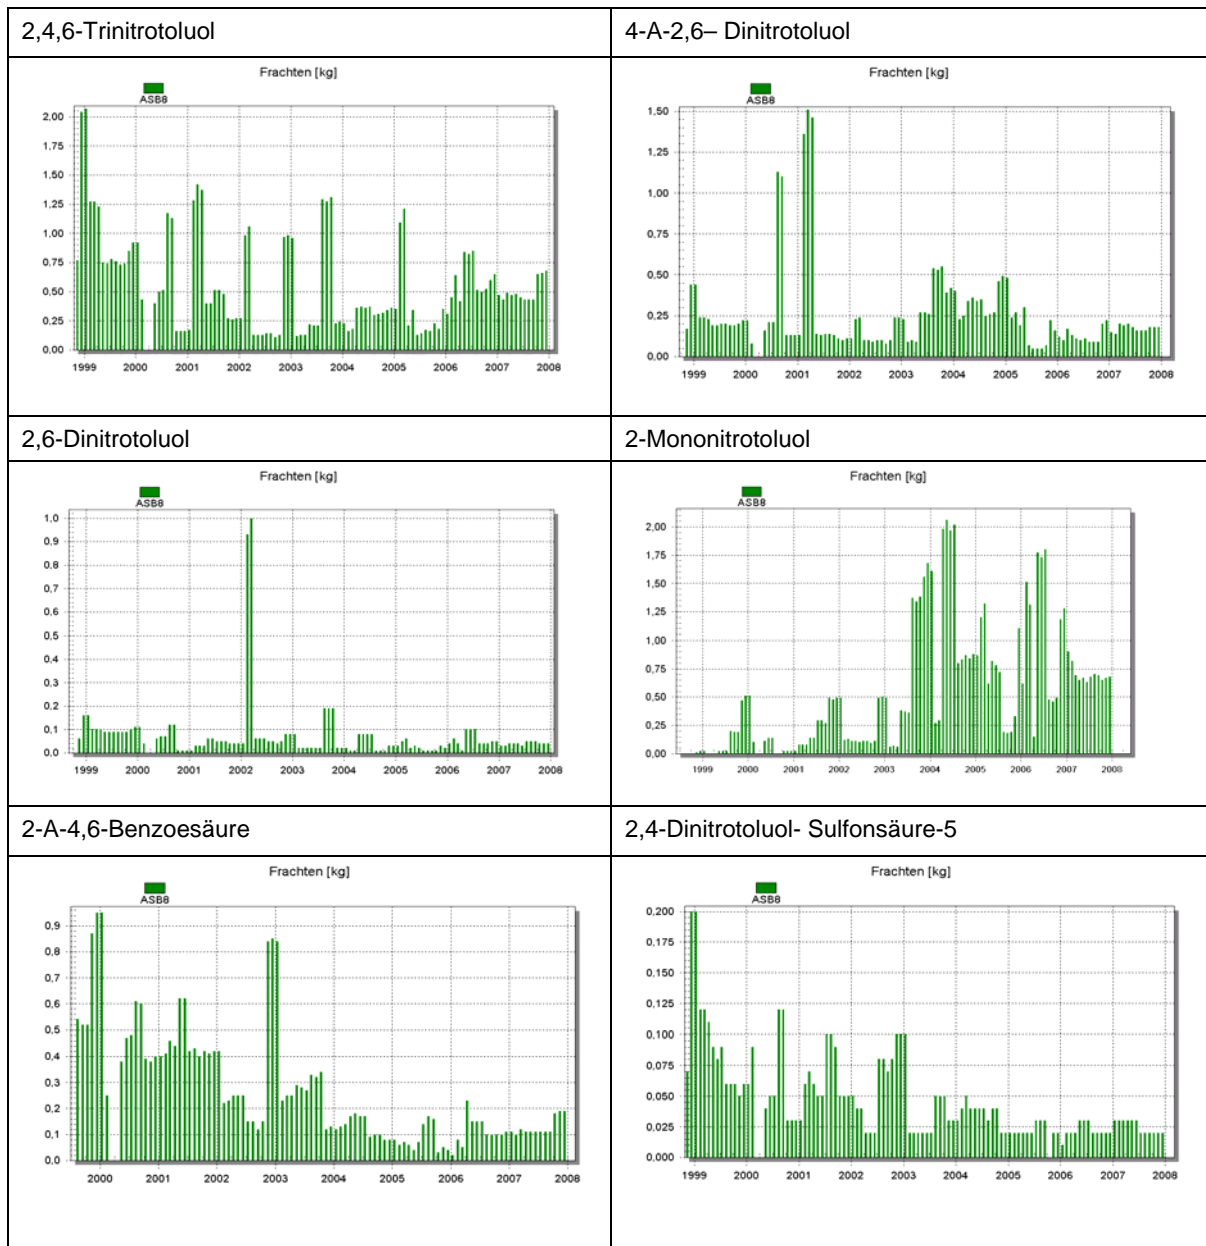 2,4,6-Trinitrotoluol
4-A-2,6– Dinitrotoluol
Frachten [kg]
ASB8
2,00
1,75
1,50
1,25
1,00
0,75
0,50
0,25
0,00
1999 2000 2001 2002 2003 2004 2005 2006 2007 2008
Frachten [kg]
ASB8
1,50
1,25
1,00
0,75
0,50
0,25
0,00
1999 2000 2001 2002 2003 2004 2005 2006 2007 2008
2,6-Dinitrotoluol
2-Mononitrotoluol
Frachten [kg]
ASB8
1,0
0,9
0,8
0,7
0,6
0,5
0,4
0,3
0,2
0,1
0,0
1999 2000 2001 2002 2003 2004 2005 2006 2007 2008
Frachten [kg]
ASB8
2,00
1,75
1,50
1,25
1,00
0,75
0,50
0,25
0,00
1999 2000 2001 2002 2003 2004 2005 2006 2007 2008
2-A-4,6-Benzoesäure
2,4-Dinitrotoluol- Sulfonsäure-5
Frachten [kg]
ASB8
0,9
0,8
0,7
0,6
0,5
0,4
0,3
0,2
0,1
0,0
2000 2001 2002 2003 2004 2005 2006 2007 2008
Frachten [kg]
ASB8
0,200
0,175
0,150
0,125
0,100
0,075
0,050
0,025
0,000
1999 2000 2001 2002 2003 2004 2005 2006 2007 2008